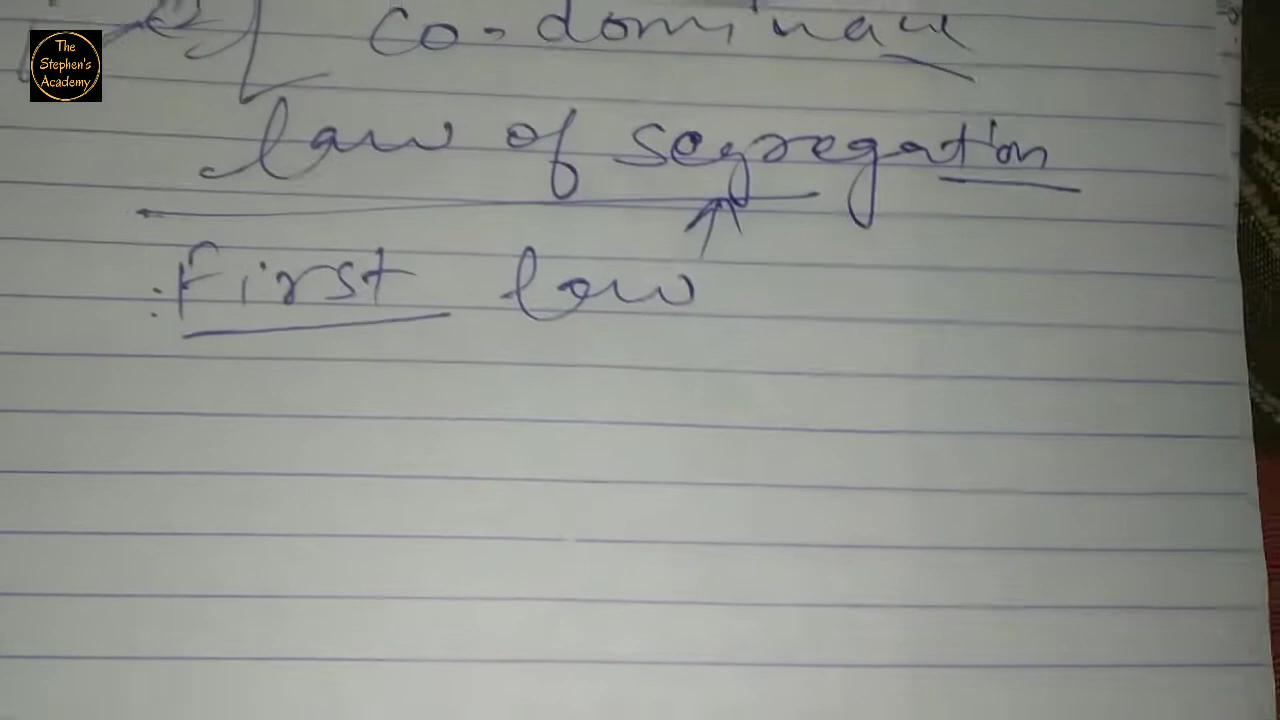 The
Stephen's
Academy
Co-dominance
law of segregation
First law